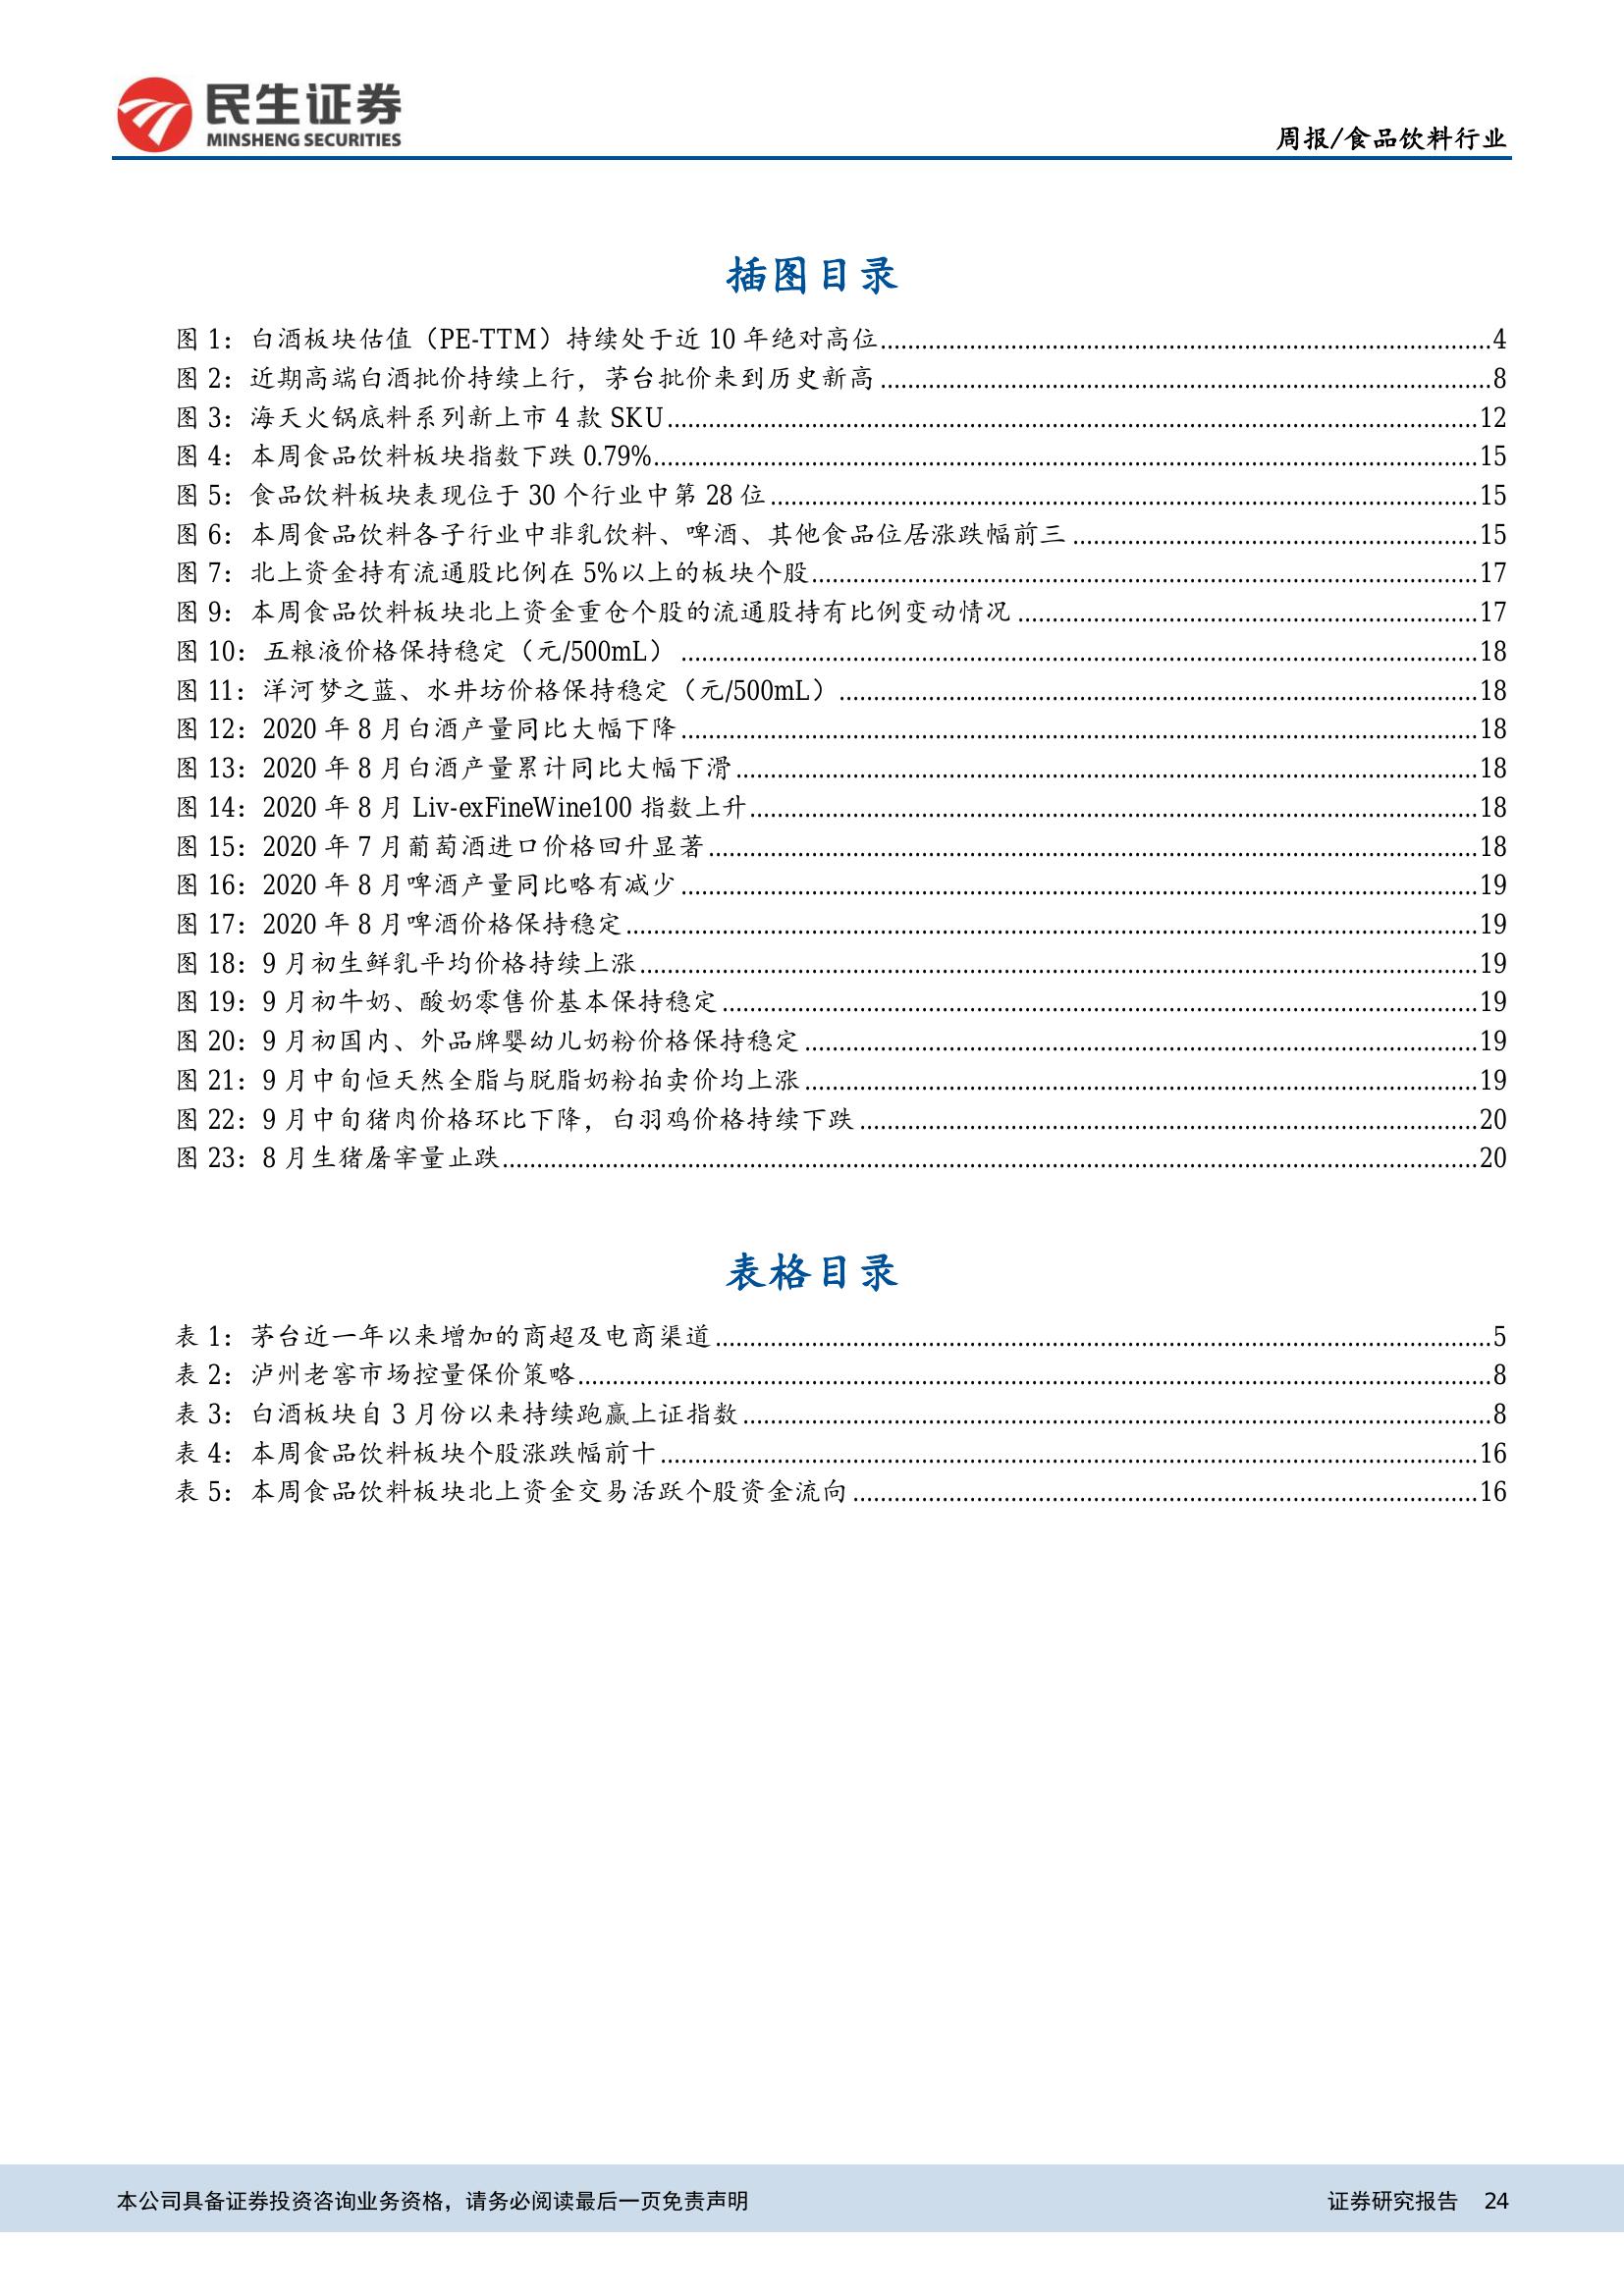 民生证券
MINSHENG SECURITIES
周报/食品饮料行业
插图目录
图 1：白酒板块估值（PE-TTM）持续处于近 10 年绝对高位....................4
图 2：近期高端白酒批价持续上行，茅台批价来到历史新高....................8
图 3：海天火锅底料系列新上市 4 款 SKU....................12
图 4：本周食品饮料板块指数下跌 0.79%....................15
图 5：食品饮料板块表现位于 30 个行业中第 28 位....................15
图 6：本周食品饮料各子行业中非乳饮料、啤酒、其他食品位居涨跌幅前三....................15
图 7：北上资金持有流通股比例在 5%以上的板块个股....................17
图 9：本周食品饮料板块北上资金重仓个股的流通股持有比例变动情况....................17
图 10：五粮液价格保持稳定（元/500mL）....................18
图 11：洋河梦之蓝、水井坊价格保持稳定（元/500mL）....................18
图 12：2020 年 8 月白酒产量同比大幅下降....................18
图 13：2020 年 8 月白酒产量累计同比大幅下滑....................18
图 14：2020 年 8 月 Liv-exFineWine100 指数上升....................18
图 15：2020 年 7 月葡萄酒进口价格回升显著....................18
图 16：2020 年 8 月啤酒产量同比略有减少....................19
图 17：2020 年 8 月啤酒价格保持稳定....................19
图 18：9 月初生鲜乳平均价格持续上涨....................19
图 19：9 月初牛奶、酸奶零售价基本保持稳定....................19
图 20：9 月初国内、外品牌婴幼儿奶粉价格保持稳定....................19
图 21：9 月中旬恒天然全脂与脱脂奶粉拍卖价均上涨....................19
图 22：9 月中旬猪肉价格环比下降，白羽鸡价格持续下跌....................20
图 23：8 月生猪屠宰量止跌....................20
表格目录
表 1：茅台近一年以来增加的商超及电商渠道....................5
表 2：泸州老窖市场控量保价策略....................8
表 3：白酒板块自 3 月份以来持续跑赢上证指数....................8
表 4：本周食品饮料板块个股涨跌幅前十....................16
表 5：本周食品饮料板块北上资金交易活跃个股资金流向....................16
本公司具备证券投资咨询业务资格，请务必阅读最后一页免责声明
证券研究报告 24